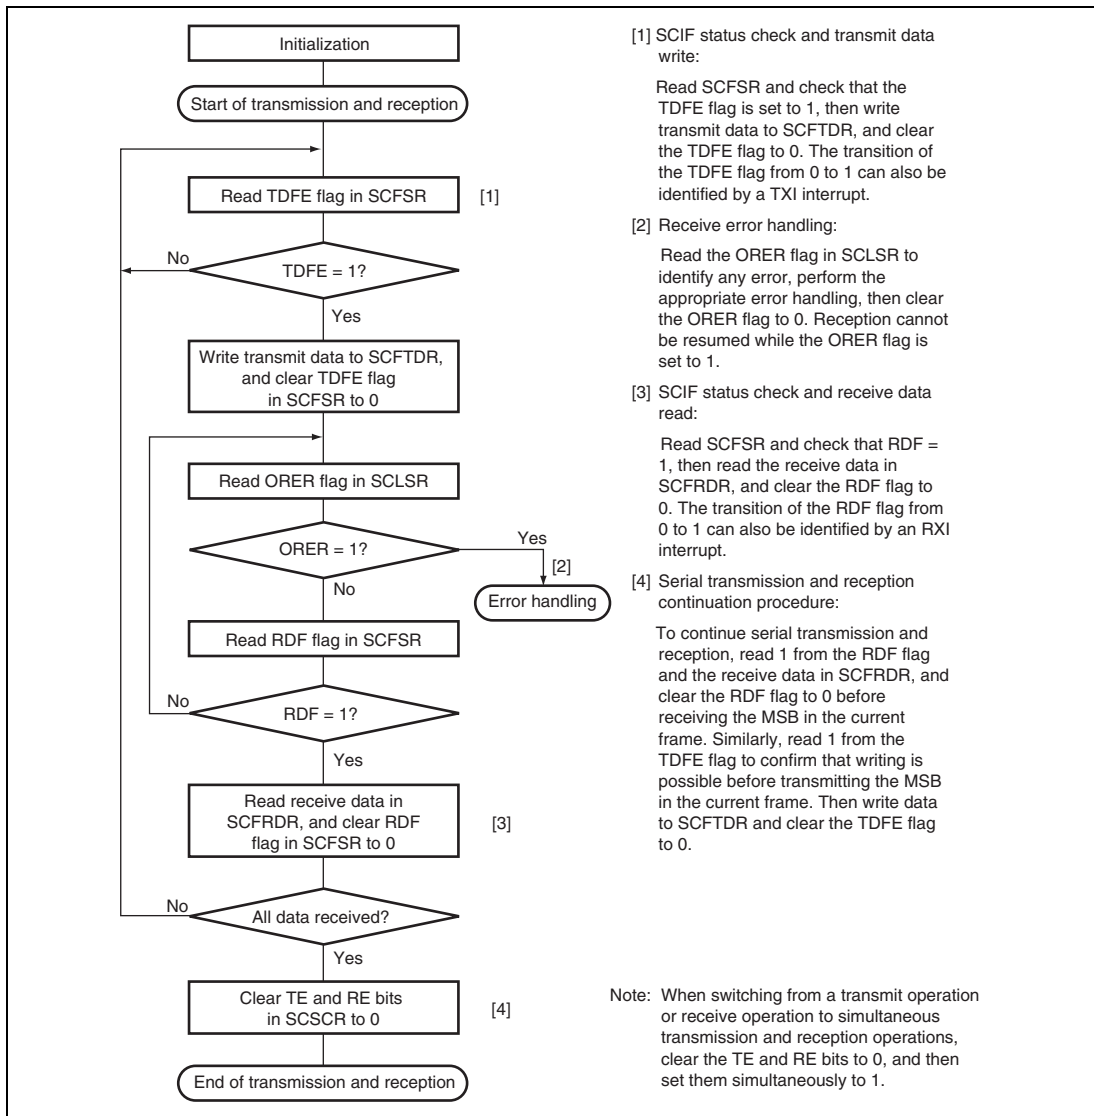 Initialization
Start of transmission and reception
Read TDFE flag in SCFSR
[1]
No
TDFE = 1?
Yes
Write transmit data to SCFTDR,
and clear TDFE flag
in SCFSR to 0
Read ORER flag in SCLSR
ORER = 1?
Yes
[2]
No
Error handling
Read RDF flag in SCFSR
No
RDF = 1?
Yes
Read receive data in
SCFRDR, and clear RDF
flag in SCFSR to 0
[3]
No
All data received?
Yes
Clear TE and RE bits
in SCSCR to 0
[4]
End of transmission and reception
[1] SCIF status check and transmit data
write:
Read SCFSR and check that the
TDFE flag is set to 1, then write
transmit data to SCFTDR, and clear
the TDFE flag to 0. The transition of
the TDFE flag from 0 to 1 can also be
identified by a TXI interrupt.
[2] Receive error handling:
Read the ORER flag in SCLSR to
identify any error, perform the
appropriate error handling, then clear
the ORER flag to 0. Reception cannot
be resumed while the ORER flag is
set to 1.
[3] SCIF status check and receive data
read:
Read SCFSR and check that RDF =
1, then read the receive data in
SCFRDR, and clear the RDF flag to
0. The transition of the RDF flag from
0 to 1 can also be identified by an RXI
interrupt.
[4] Serial transmission and reception
continuation procedure:
To continue serial transmission and
reception, read 1 from the RDF flag
and the receive data in SCFRDR, and
clear the RDF flag to 0 before
receiving the MSB in the current
frame. Similarly, read 1 from the
TDFE flag to confirm that writing is
possible before transmitting the MSB
in the current frame. Then write data
to SCFTDR and clear the TDFE flag
to 0.
Note: When switching from a transmit operation
or receive operation to simultaneous
transmission and reception operations,
clear the TE and RE bits to 0, and then
set them simultaneously to 1.